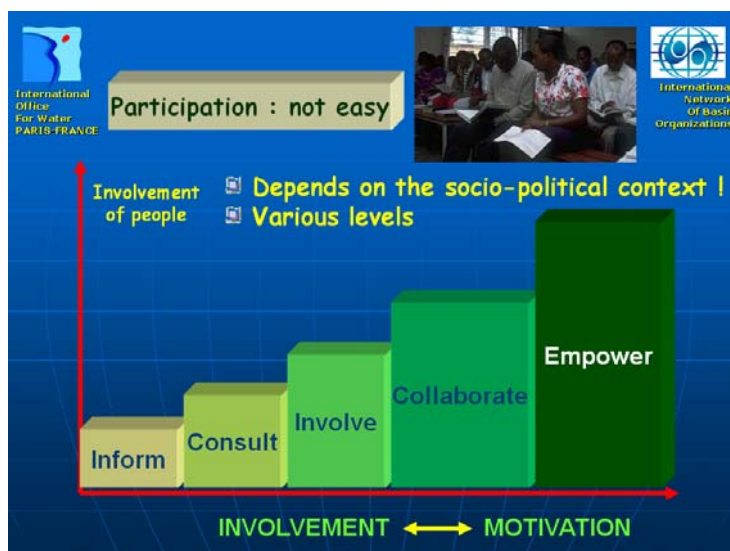 International
Office
For Water
PARIS-FRANCE
Participation : not easy
International
Network
Of Basin
Organizations
Involvement
of people
Depends on the socio-political context !
Various levels
Inform
Consult
Involve
Collaborate
Empower
INVOLVEMENT MOTIVATION